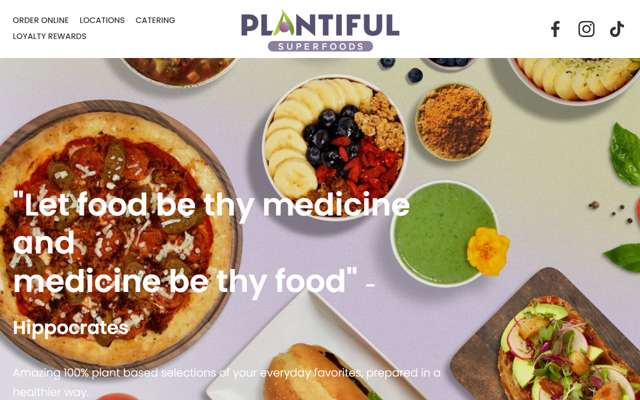 ORDER ONLINE LOCATIONS CATERING
LOYALTY REWARDS
PLANTIFUL
SUPERFOODS
"Let food be thy medicine
and
medicine be thy food" -
Hippocrates
Amazing 100% plant based selections of your everyday favorites, prepared in a
healthier way.